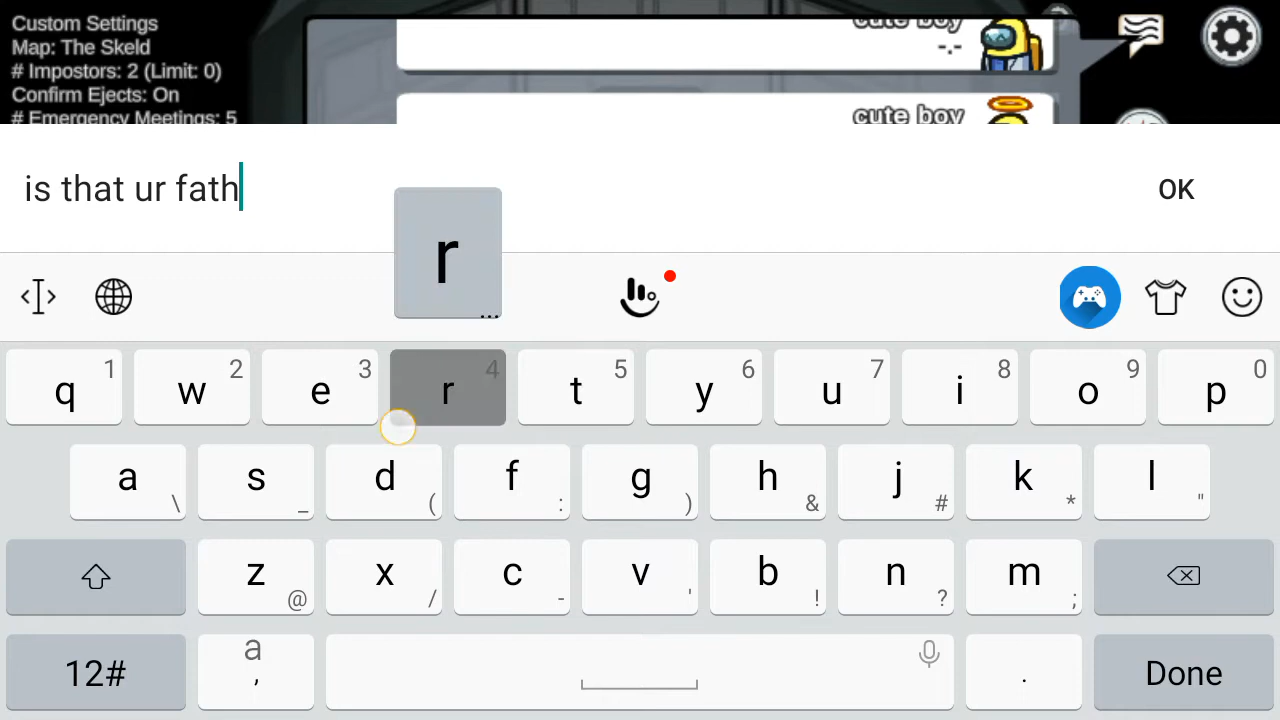 Custom Settings
Map: The Skeld
# Impostors: 2 (Limit: 0)
Confirm Ejects: On
# Emergency Meetings: 5
cute boy
-.-
cute boy
is that ur fath
OK
r
...
q 1 w 2 e 3 r 4 t 5 y 6 u 7 i 8 o 9 p 0
a \ s _ d ( f : g ) h & j # k * l "
z @ x / c - v ' b ! n ? m ;
12# a , . Done